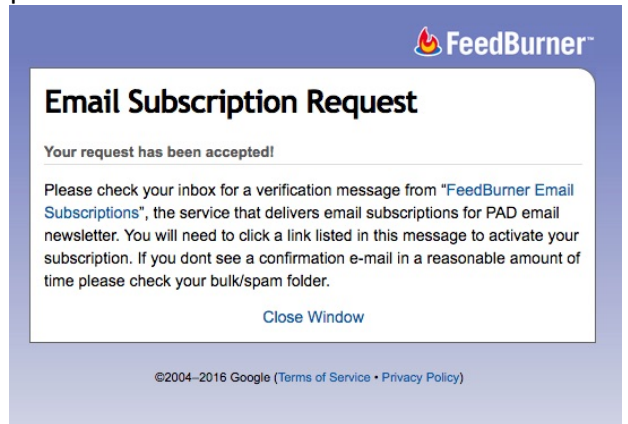 FeedBurner™
Email Subscription Request
Your request has been accepted!
Please check your inbox for a verification message from “FeedBurner Email
Subscriptions”, the service that delivers email subscriptions for PAD email
newsletter. You will need to click a link listed in this message to activate your
subscription. If you dont see a confirmation e-mail in a reasonable amount of
time please check your bulk/spam folder.
Close Window
©2004–2016 Google (Terms of Service • Privacy Policy)